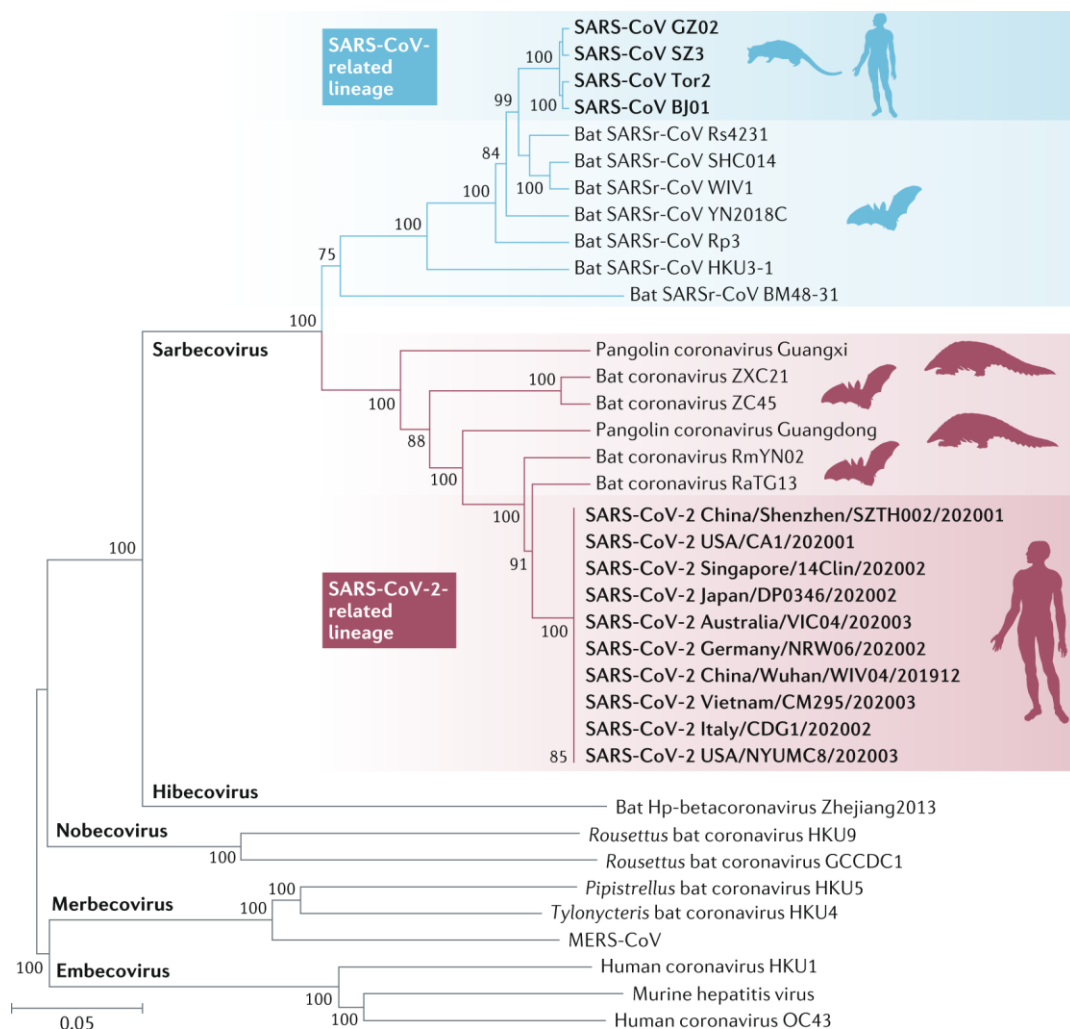 SARS-CoV-
related
lineage
100
SARS-CoV GZ02
SARS-CoV SZ3
SARS-CoV Tor2
100
SARS-CoV BJ01
99
Bat SARSr-CoV Rs4231
84
Bat SARSr-CoV SHC014
100
100
Bat SARSr-CoV WIV1
Bat SARSr-CoV YN2018C
100
Bat SARSr-CoV Rp3
75
Bat SARSr-CoV HKU3-1
Bat SARSr-CoV BM48-31
100
Sarbecovirus
Pangolin coronavirus Guangxi
100
Bat coronavirus ZXC21
100
Bat coronavirus ZC45
88
Pangolin coronavirus Guangdong
100
Bat coronavirus RmYN02
Bat coronavirus RaTG13
100
SARS-CoV-2 China/Shenzhen/SZTH002/202001
100
SARS-CoV-2 USA/CA1/202001
91
SARS-CoV-2 Singapore/14Clin/202002
SARS-CoV-2-
related
lineage
SARS-CoV-2 Japan/DP0346/202002
100
SARS-CoV-2 Australia/VIC04/202003
SARS-CoV-2 Germany/NRW06/202002
SARS-CoV-2 China/Wuhan/WIV04/201912
SARS-CoV-2 Vietnam/CM295/202003
SARS-CoV-2 Italy/CDG1/202002
85
SARS-CoV-2 USA/NYUMC8/202003
Hibecovirus
Bat Hp-betacoronavirus Zhejiang2013
Nobecovirus
Rousettus bat coronavirus HKU9
100
Rousettus bat coronavirus GCCDC1
Merbecovirus
100
Pipistrellus bat coronavirus HKU5
100
Tylonycteris bat coronavirus HKU4
MERS-CoV
100
Embecovirus
Human coronavirus HKU1
100
Murine hepatitis virus
100
Human coronavirus OC43
0.05